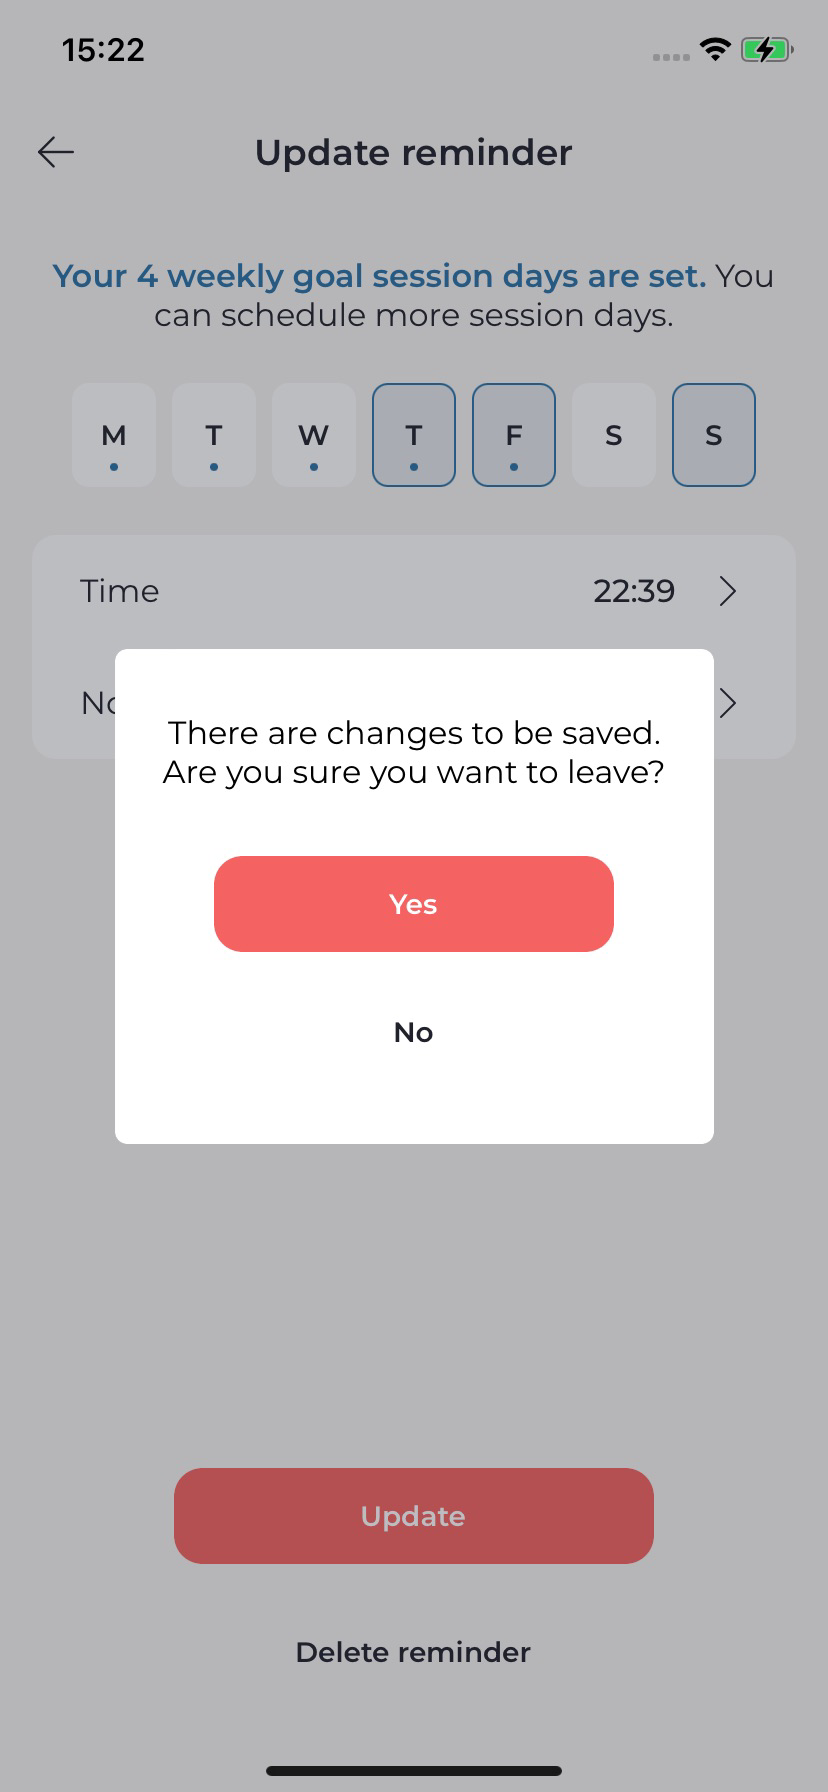 15:22
Update reminder
Your 4 weekly goal session days are set. You
can schedule more session days.
M T W T F S S
Time 22:39
There are changes to be saved.
Are you sure you want to leave?
Yes
No
Update
Delete reminder